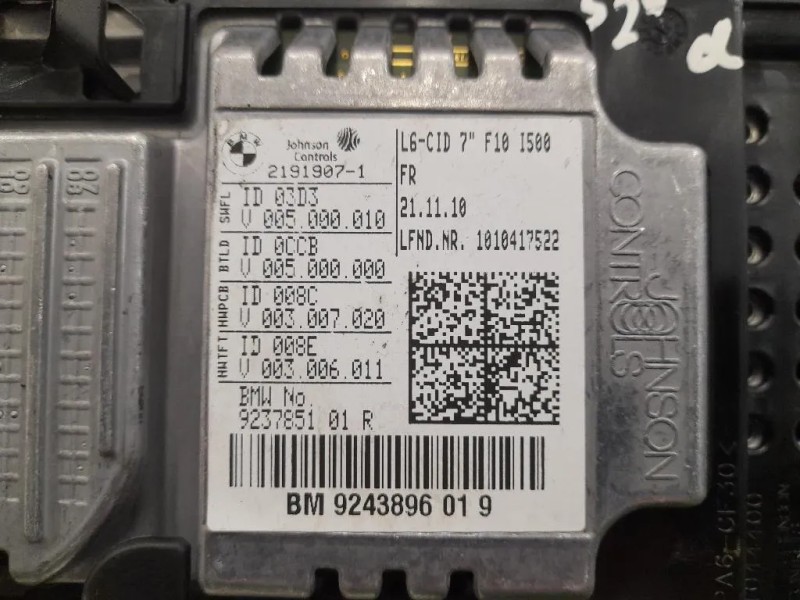 BMW
Johnson
Controls
2191907-1
SWFL
ID 03D3
V 005.000.010
BTLD
ID 0CCB
V 005.000.000
HWPCB
ID 008C
V 003.007.020
HWTFT
ID 008E
V 003.006.011
BMW No
9237851 01 R
L6-CID 7" F10 I500
FR
21.11.10
LFND.NR. 1010417522
BM 9243896 01 9
JOHNSON
CONTROLS